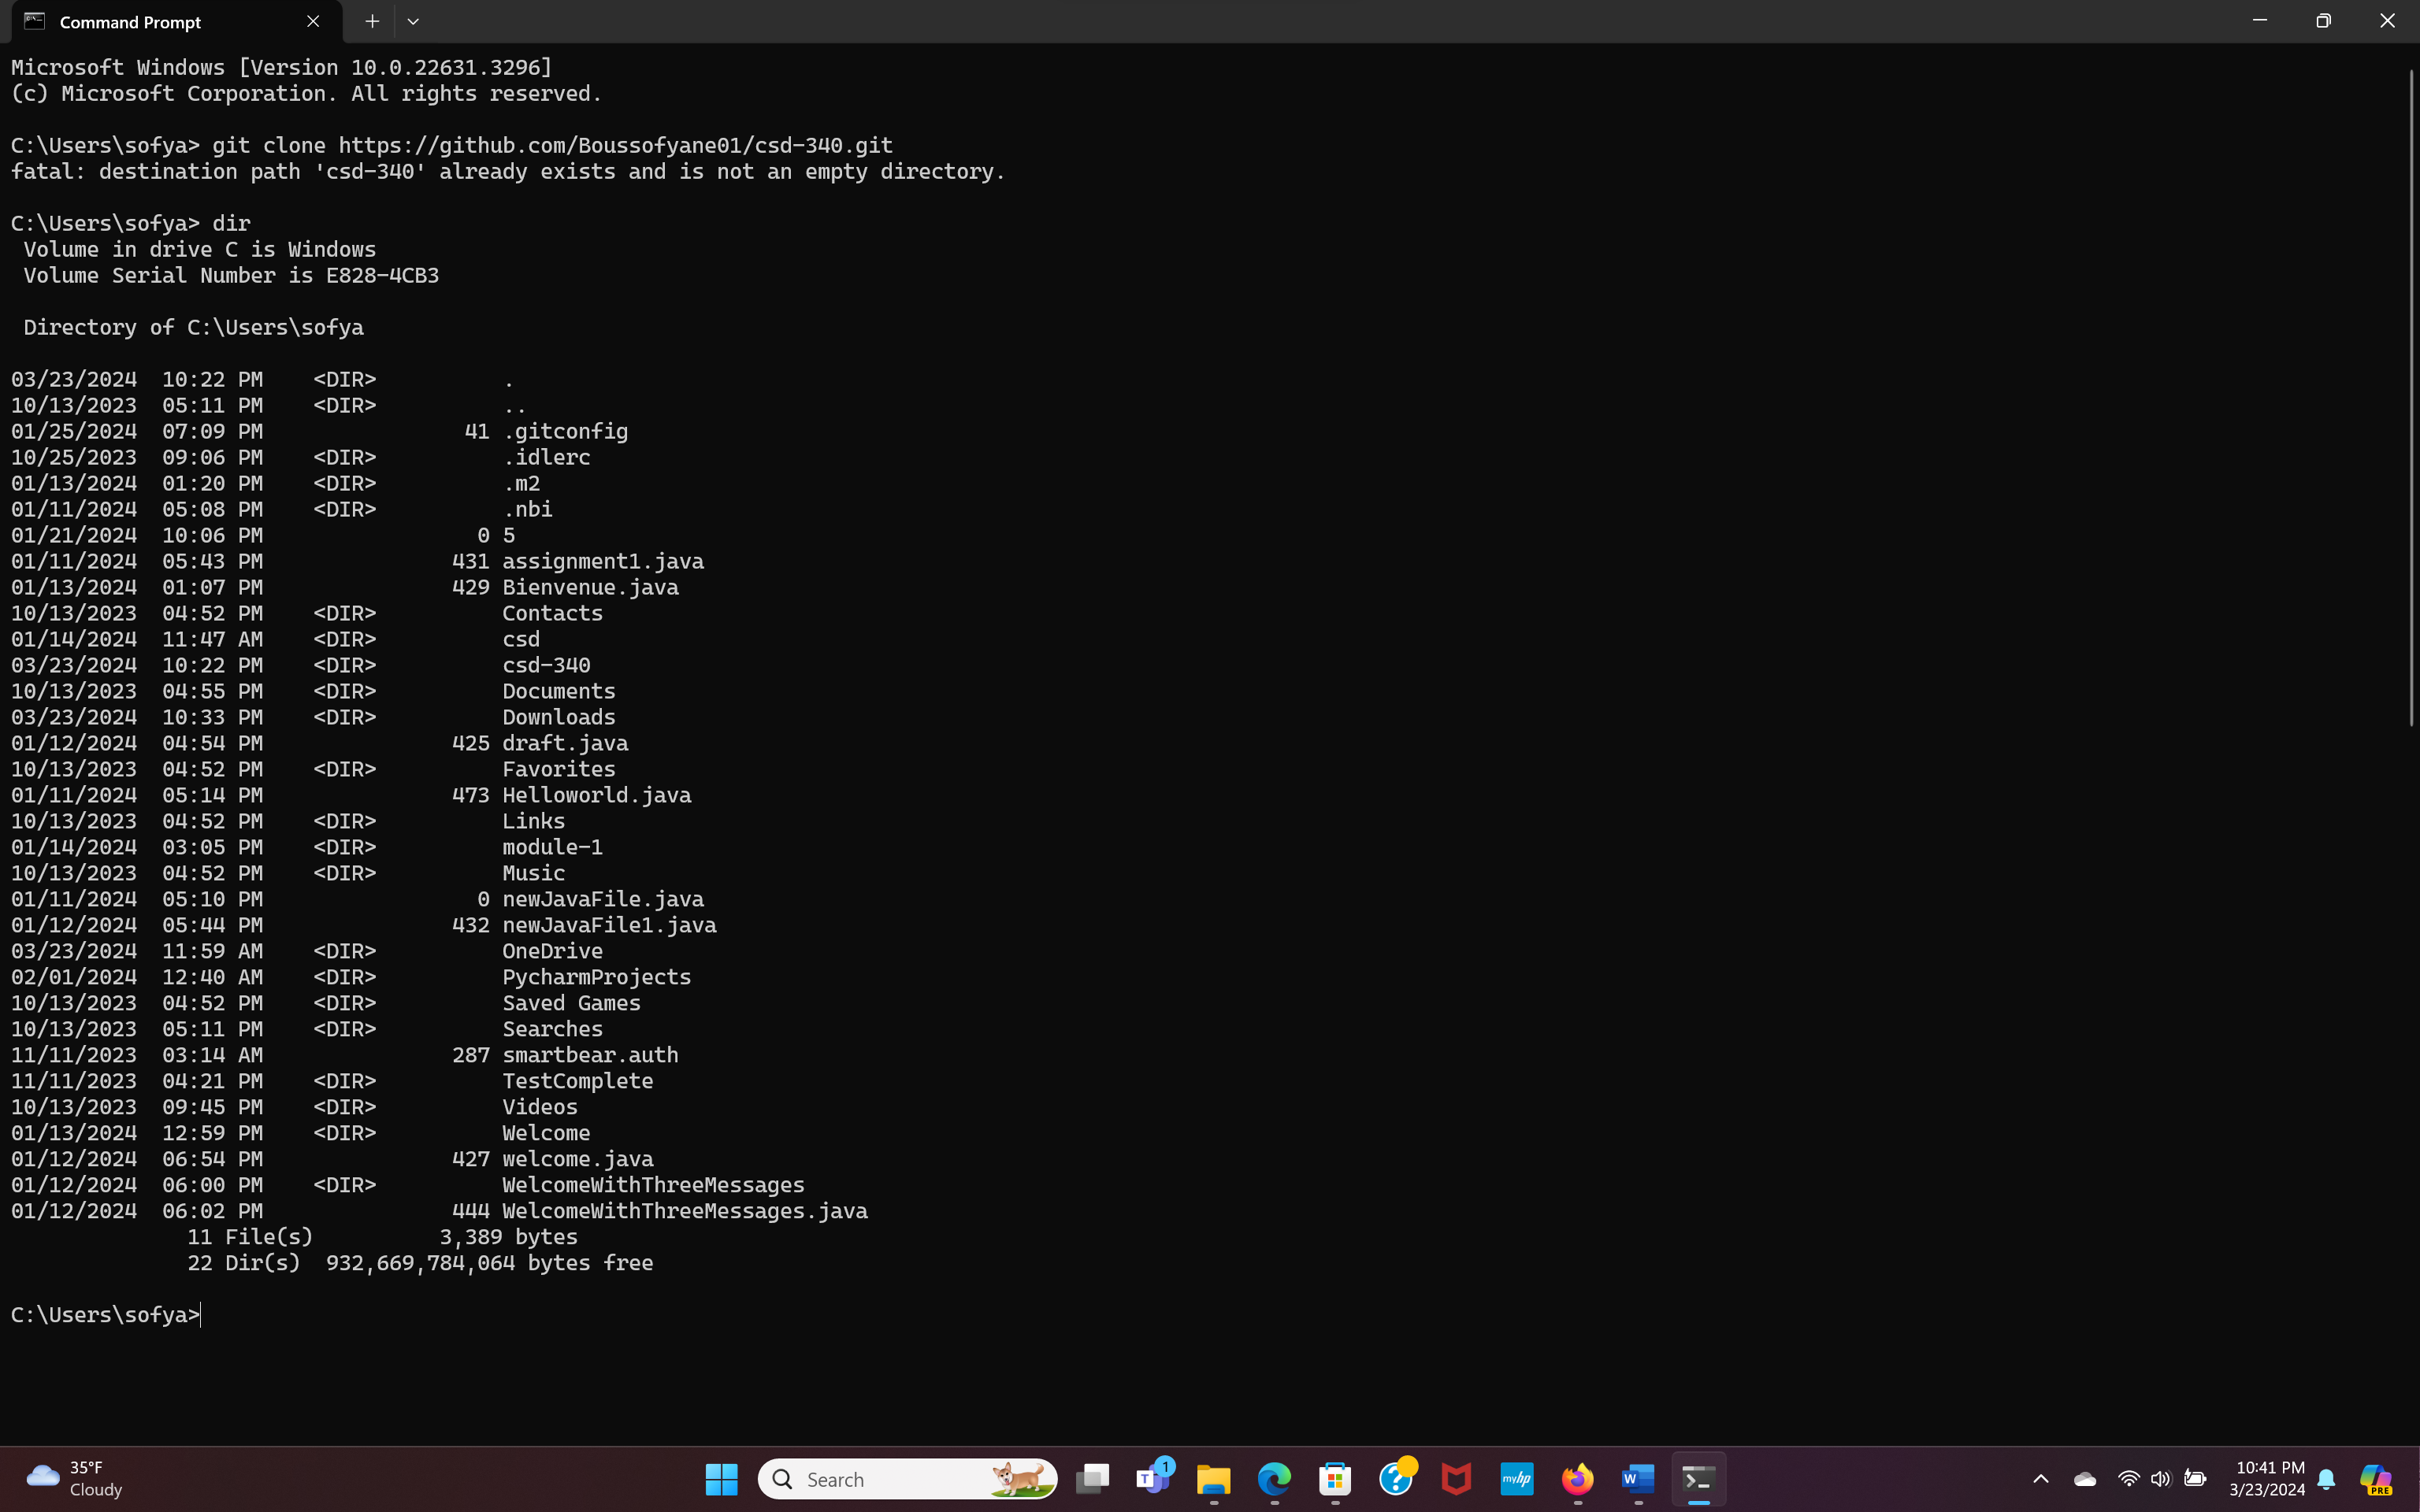 Command Prompt
Microsoft Windows [Version 10.0.22631.3296]
(c) Microsoft Corporation. All rights reserved.
C:\Users\sofya> git clone https://github.com/Boussofyane01/csd-340.git
fatal: destination path 'csd-340' already exists and is not an empty directory.
C:\Users\sofya> dir
Volume in drive C is Windows
Volume Serial Number is E828-4CB3
Directory of C:\Users\sofya
03/23/2024  10:22 PM    <DIR>          .
10/13/2023  05:11 PM    <DIR>          ..
01/25/2024  07:09 PM                41 .gitconfig
10/25/2023  09:06 PM    <DIR>          .idlerc
01/13/2024  01:20 PM    <DIR>          .m2
01/11/2024  05:08 PM    <DIR>          .nbi
01/21/2024  10:06 PM                 0 5
01/11/2024  05:43 PM               431 assignment1.java
01/13/2024  01:07 PM               429 Bienvenue.java
10/13/2023  04:52 PM    <DIR>          Contacts
01/14/2024  11:47 AM    <DIR>          csd
03/23/2024  10:22 PM    <DIR>          csd-340
10/13/2023  04:55 PM    <DIR>          Documents
03/23/2024  10:33 PM    <DIR>          Downloads
01/12/2024  04:54 PM               425 draft.java
10/13/2023  04:52 PM    <DIR>          Favorites
01/11/2024  05:14 PM               473 Helloworld.java
10/13/2023  04:52 PM    <DIR>          Links
01/14/2024  03:05 PM    <DIR>          module-1
10/13/2023  04:52 PM    <DIR>          Music
01/11/2024  05:10 PM                 0 newJavaFile.java
01/12/2024  05:44 PM               432 newJavaFile1.java
03/23/2024  11:59 AM    <DIR>          OneDrive
02/01/2024  12:40 AM    <DIR>          PycharmProjects
10/13/2023  04:52 PM    <DIR>          Saved Games
10/13/2023  05:11 PM    <DIR>          Searches
11/11/2023  03:14 AM               287 smartbear.auth
11/11/2023  04:21 PM    <DIR>          TestComplete
10/13/2023  09:45 PM    <DIR>          Videos
01/13/2024  12:59 PM    <DIR>          Welcome
01/12/2024  06:54 PM               427 welcome.java
01/12/2024  06:00 PM    <DIR>          WelcomeWithThreeMessages
01/12/2024  06:02 PM               444 WelcomeWithThreeMessages.java
11 File(s)          3,389 bytes
22 Dir(s)  932,669,784,064 bytes free
C:\Users\sofya>
35°F
Cloudy
Search
T
1
?
myhp
W
10:41 PM
3/23/2024
PRE